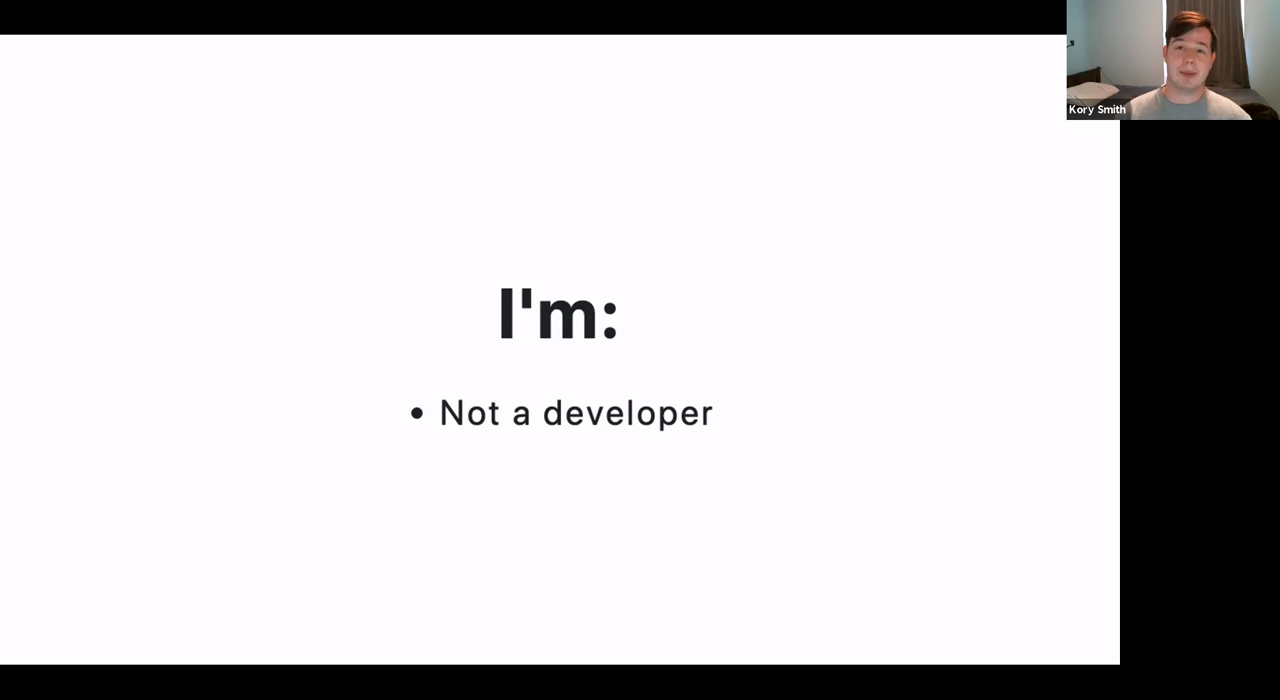 Kory Smith
I'm:
• Not a developer